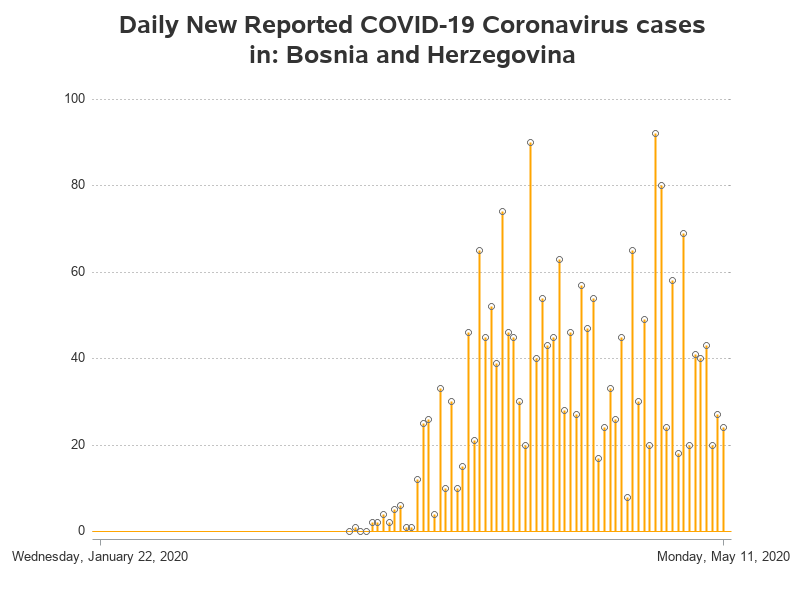 Daily New Reported COVID-19 Coronavirus cases
in: Bosnia and Herzegovina
100
80
60
40
20
0
Wednesday, January 22, 2020
Monday, May 11, 2020